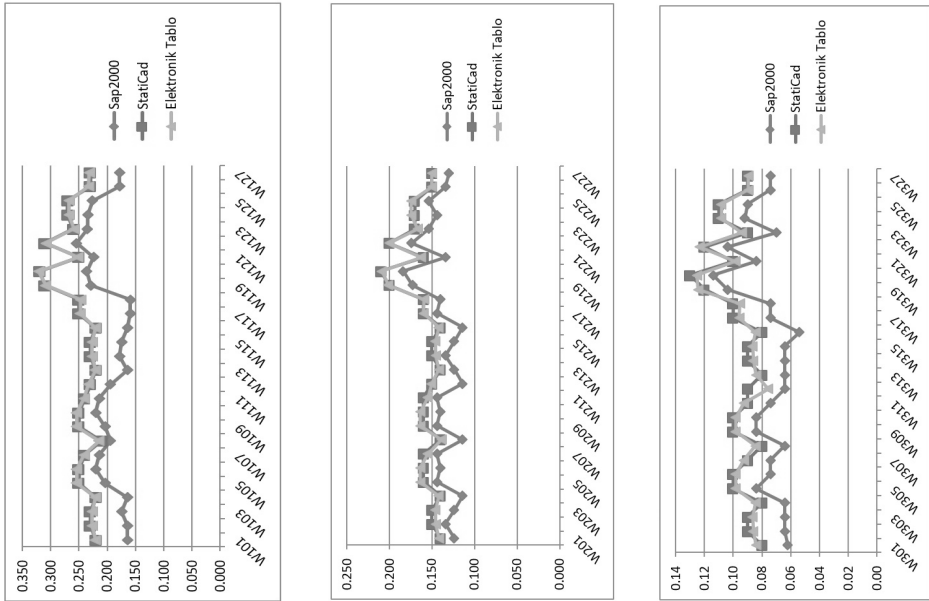 Sap2000
StatiCad
Elektronik Tablo
0.350
0.300
0.250
0.200
0.150
0.100
0.050
0.000
W101
W103
W105
W107
W109
W111
W113
W115
W117
W119
W121
W123
W125
W127
Sap2000
StatiCad
Elektronik Tablo
0.250
0.200
0.150
0.100
0.050
0.000
W201
W203
W205
W207
W209
W211
W213
W215
W217
W219
W221
W223
W225
W227
Sap2000
StatiCad
Elektronik Tablo
0.14
0.12
0.10
0.08
0.06
0.04
0.02
0.00
W301
W303
W305
W307
W309
W311
W313
W315
W317
W319
W321
W323
W325
W327